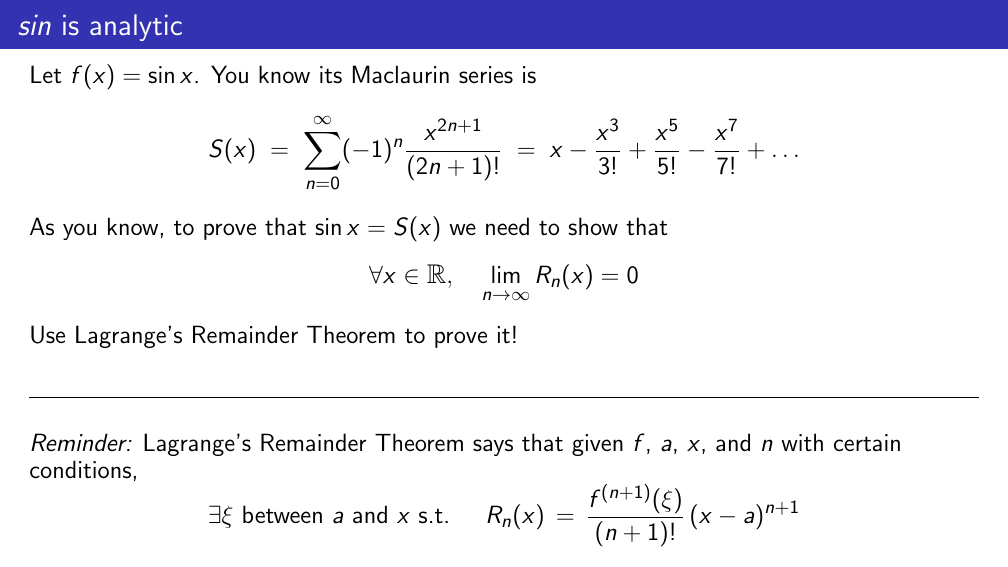 sin is analytic
Let f(x) = sin x. You know its Maclaurin series is
S(x) = ∑_{n=0}^{∞} (−1)^n x^{2n+1}/(2n + 1)! = x − x^3/3! + x^5/5! − x^7/7! + . . .
As you know, to prove that sin x = S(x) we need to show that
∀x ∈ ℝ, lim_{n→∞} R_n(x) = 0
Use Lagrange's Remainder Theorem to prove it!
Reminder: Lagrange's Remainder Theorem says that given f, a, x, and n with certain
conditions,
∃ξ between a and x s.t. R_n(x) = f^{(n+1)}(ξ)/(n + 1)! (x − a)^{n+1}